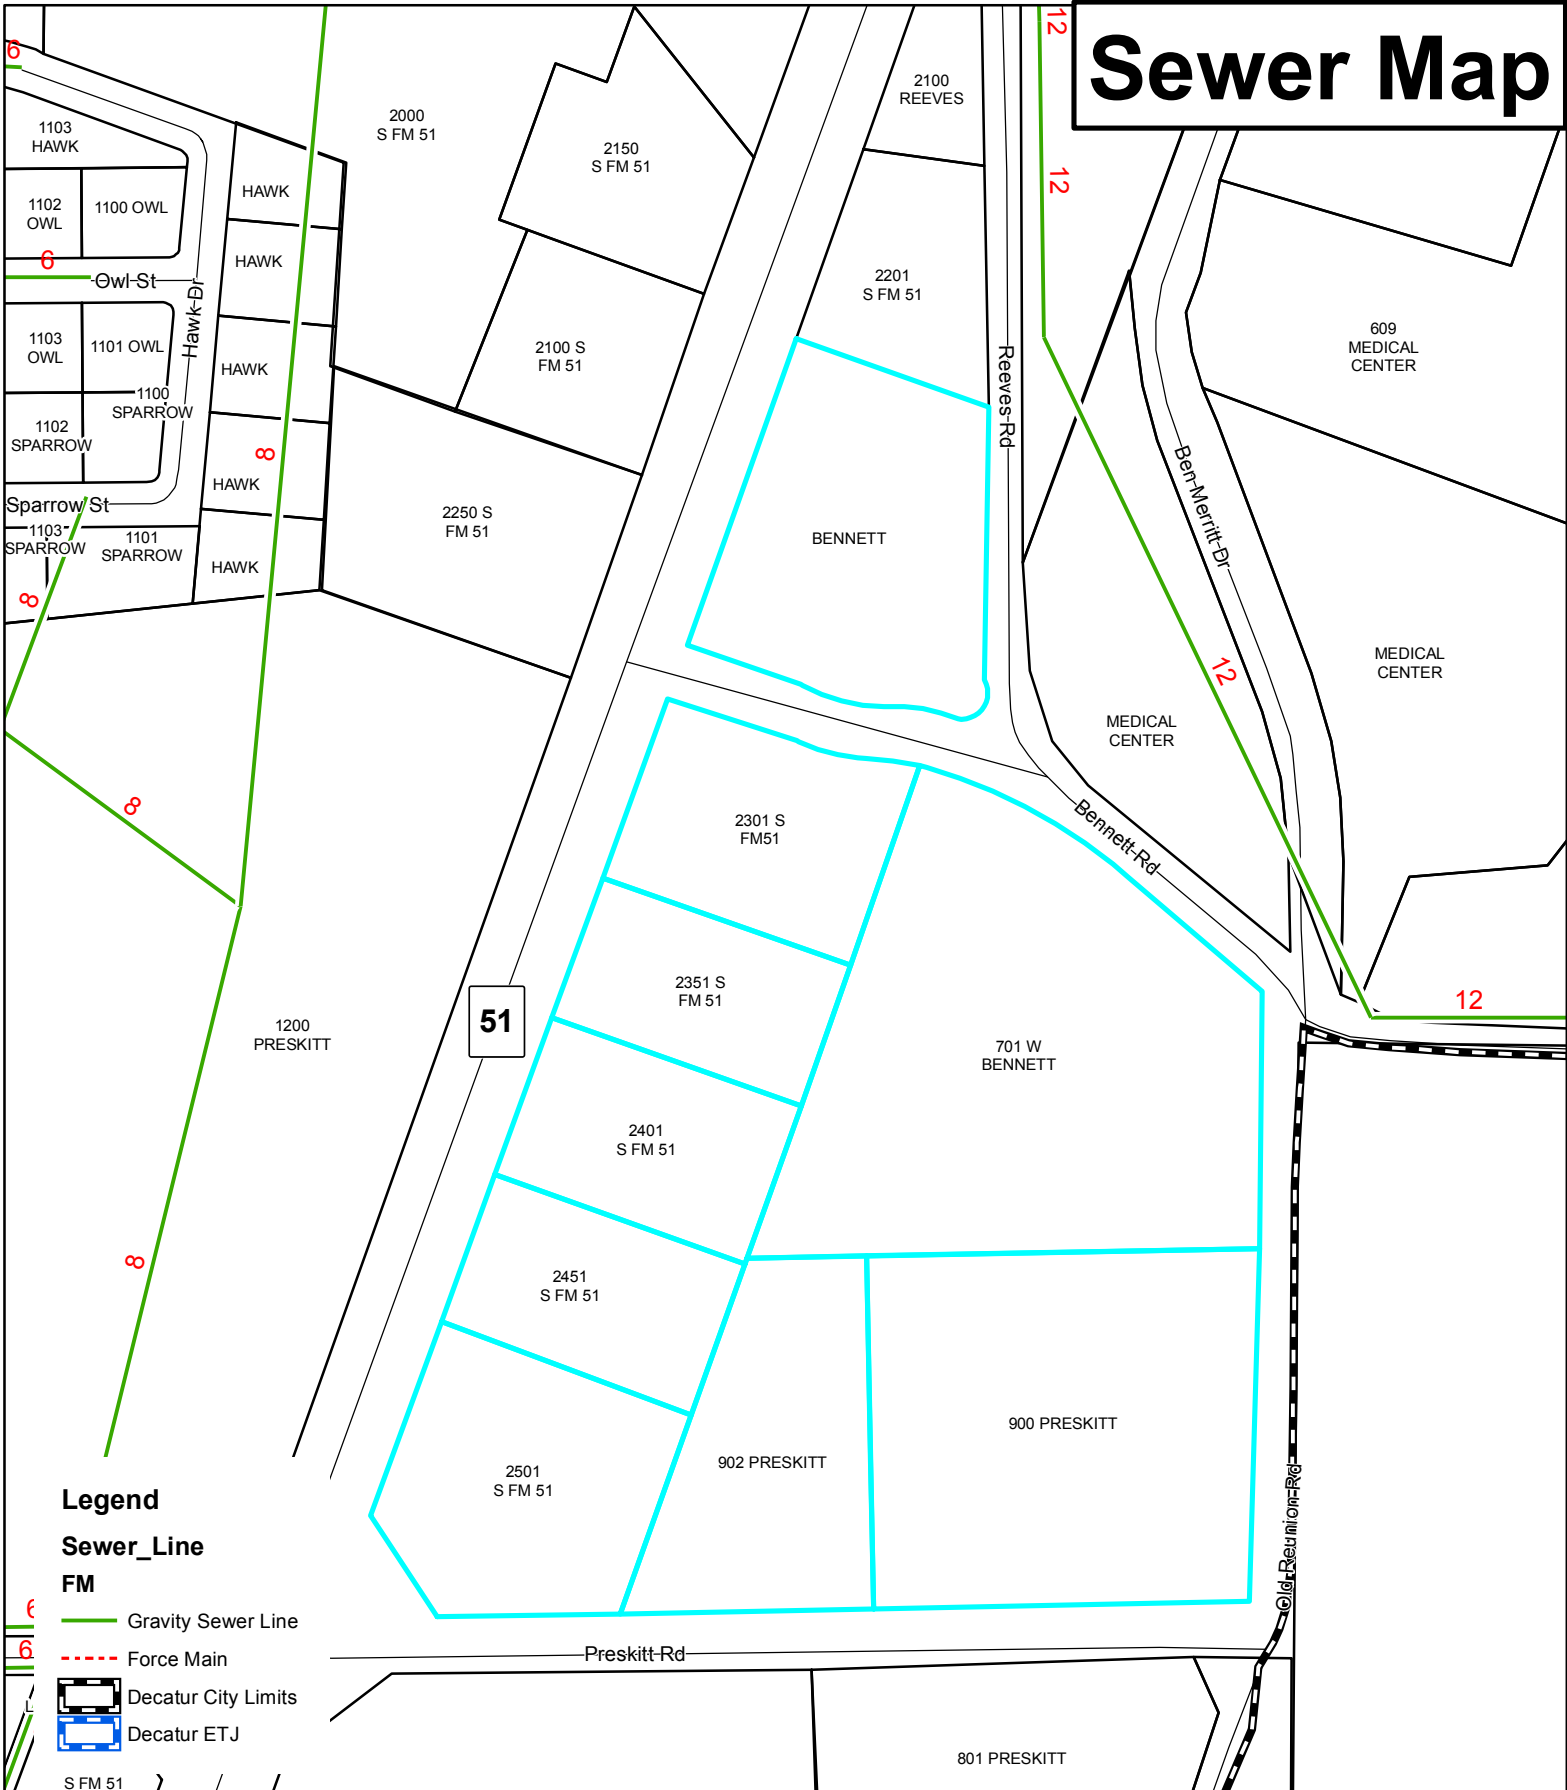 Sewer Map
6
12
2100
REEVES
2000
S FM 51
1103
HAWK
2150
S FM 51
12
HAWK
1102
OWL
1100 OWL
6
HAWK
Owl St
2201
S FM 51
Hawk Dr
1103
OWL
1101 OWL
2100 S
FM 51
609
MEDICAL
CENTER
HAWK
Reeves Rd
1100
SPARROW
1102
SPARROW
8
HAWK
Ben Merritt Dr
Sparrow St
2250 S
FM 51
1103
SPARROW
1101
SPARROW
BENNETT
HAWK
8
MEDICAL
CENTER
12
MEDICAL
CENTER
8
2301 S
FM51
Bennett Rd
2351 S
FM 51
12
51
1200
PRESKITT
701 W
BENNETT
2401
S FM 51
8
2451
S FM 51
900 PRESKITT
902 PRESKITT
2501
S FM 51
Old Reunion Rd
Legend
Sewer_Line
FM
6
Gravity Sewer Line
6
Preskitt Rd
Force Main
Decatur City Limits
Decatur ETJ
801 PRESKITT
S FM 51